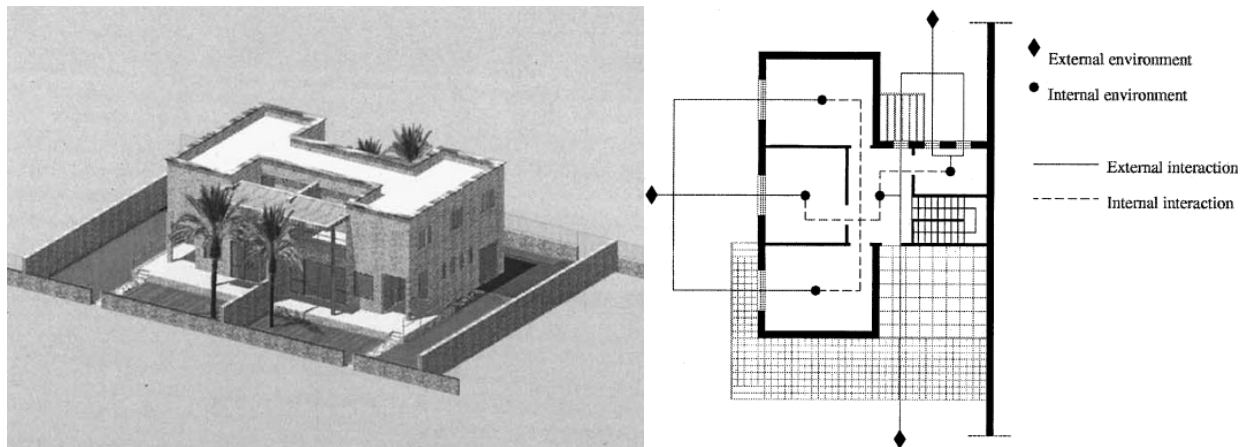 External environment
Internal environment
External interaction
Internal interaction